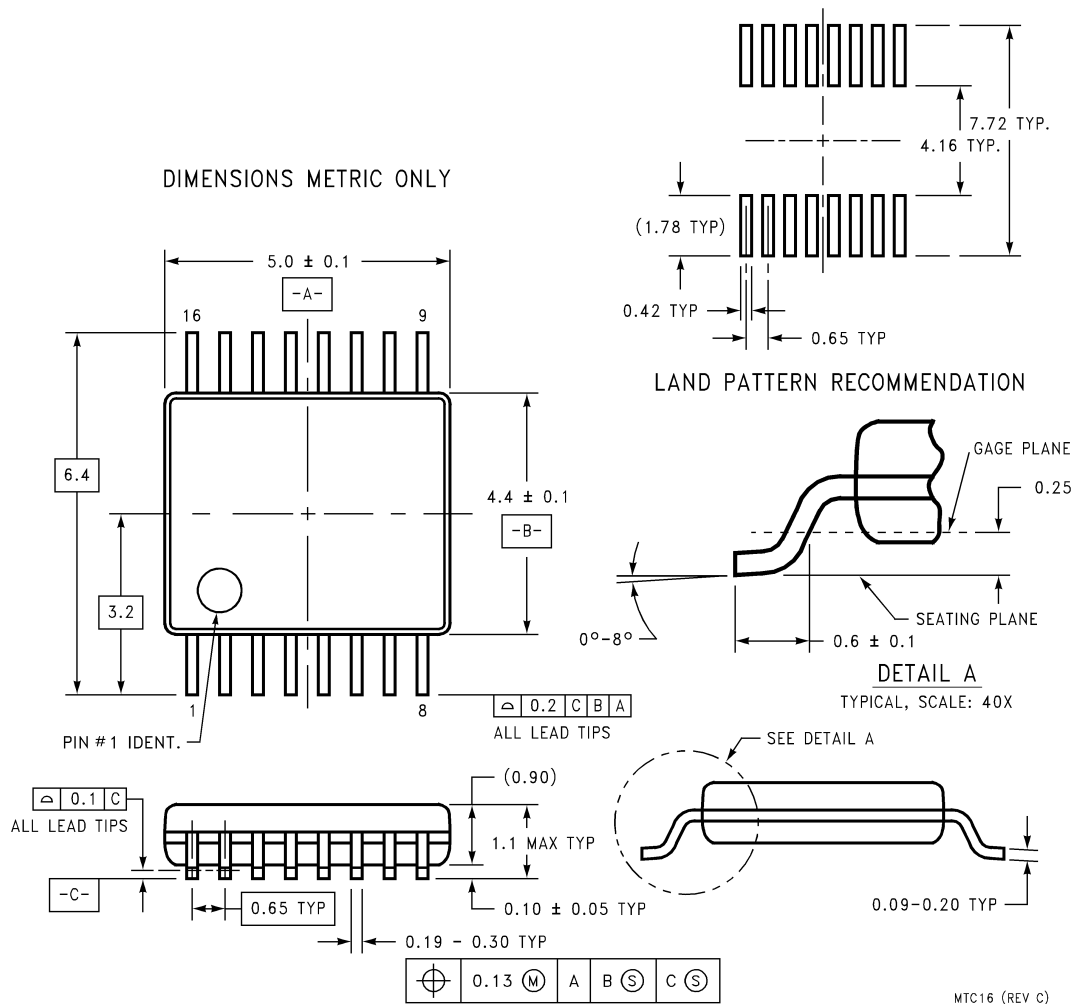 7.72 TYP.
4.16 TYP.
DIMENSIONS METRIC ONLY
(1.78 TYP)
5.0 ± 0.1
-A-
0.42 TYP
16
9
0.65 TYP
LAND PATTERN RECOMMENDATION
GAGE PLANE
6.4
0.25
4.4 ± 0.1
-B-
3.2
SEATING PLANE
0°-8°
0.6 ± 0.1
DETAIL A
TYPICAL, SCALE: 40X
1
8
⌓ 0.2 C B A
ALL LEAD TIPS
PIN #1 IDENT.
SEE DETAIL A
(0.90)
⌓ 0.1 C
ALL LEAD TIPS
1.1 MAX TYP
-C-
0.65 TYP
0.10 ± 0.05 TYP
0.09-0.20 TYP
0.19 - 0.30 TYP
⌖ 0.13 Ⓜ A B Ⓢ C Ⓢ
MTC16 (REV C)